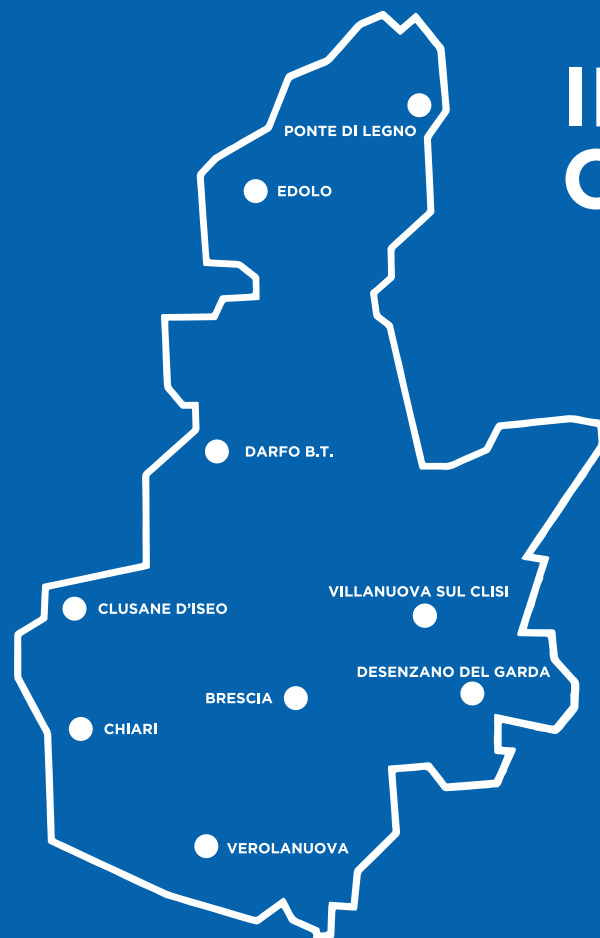 PONTE DI LEGNO
EDOLO
DARFO B.T.
CLUSANE D'ISEO
VILLANUOVA SUL CLISI
DESENZANO DEL GARDA
BRESCIA
CHIARI
VEROLANUOVA